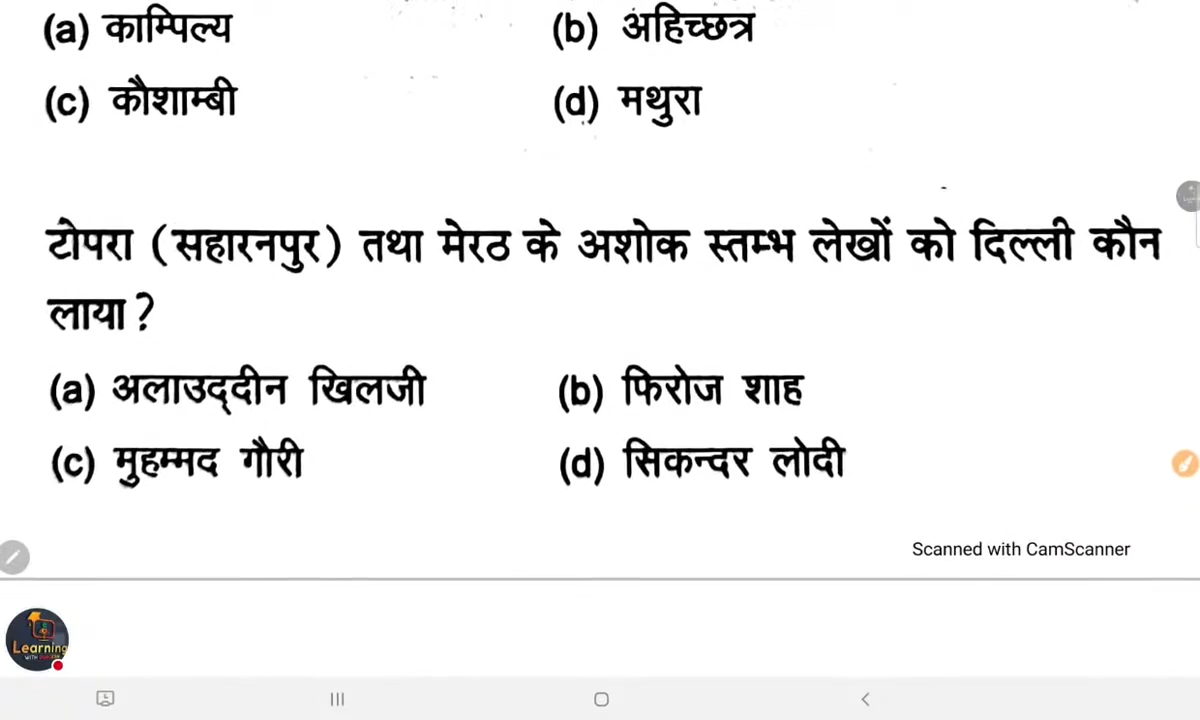 (a) काम्पिल्य (b) अहिच्छत्र
(c) कौशाम्बी (d) मथुरा
टोपरा (सहारनपुर) तथा मेरठ के अशोक स्तम्भ लेखों को दिल्ली कौन
लाया?
(a) अलाउद्दीन खिलजी (b) फिरोज शाह
(c) मुहम्मद गौरी (d) सिकन्दर लोदी
Scanned with CamScanner
Learning
WITH